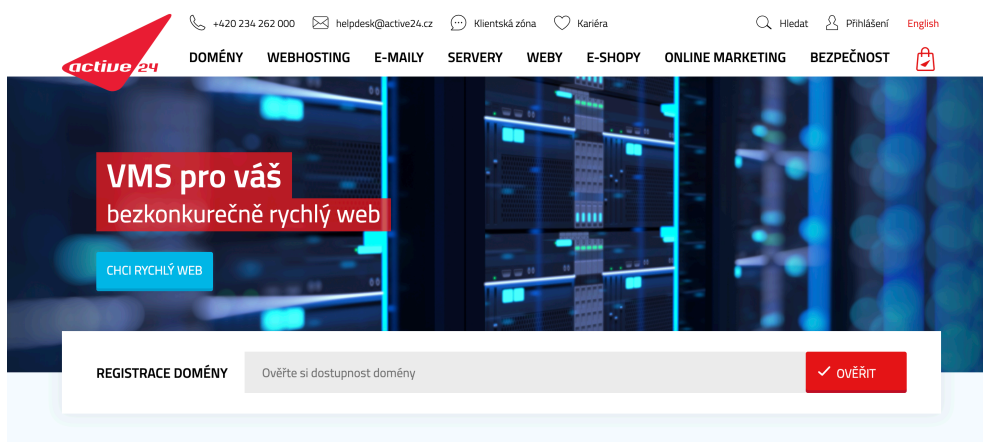 +420 234 262 000 helpdesk@active24.cz Klientská zóna Kariéra Hledat Přihlášení English
active 24
DOMÉNY WEBHOSTING E-MAILY SERVERY WEBY E-SHOPY ONLINE MARKETING BEZPEČNOST
VMS pro váš
bezkonkurečně rychlý web
CHCI RYCHLÝ WEB
REGISTRACE DOMÉNY Ověřte si dostupnost domény OVĚŘIT